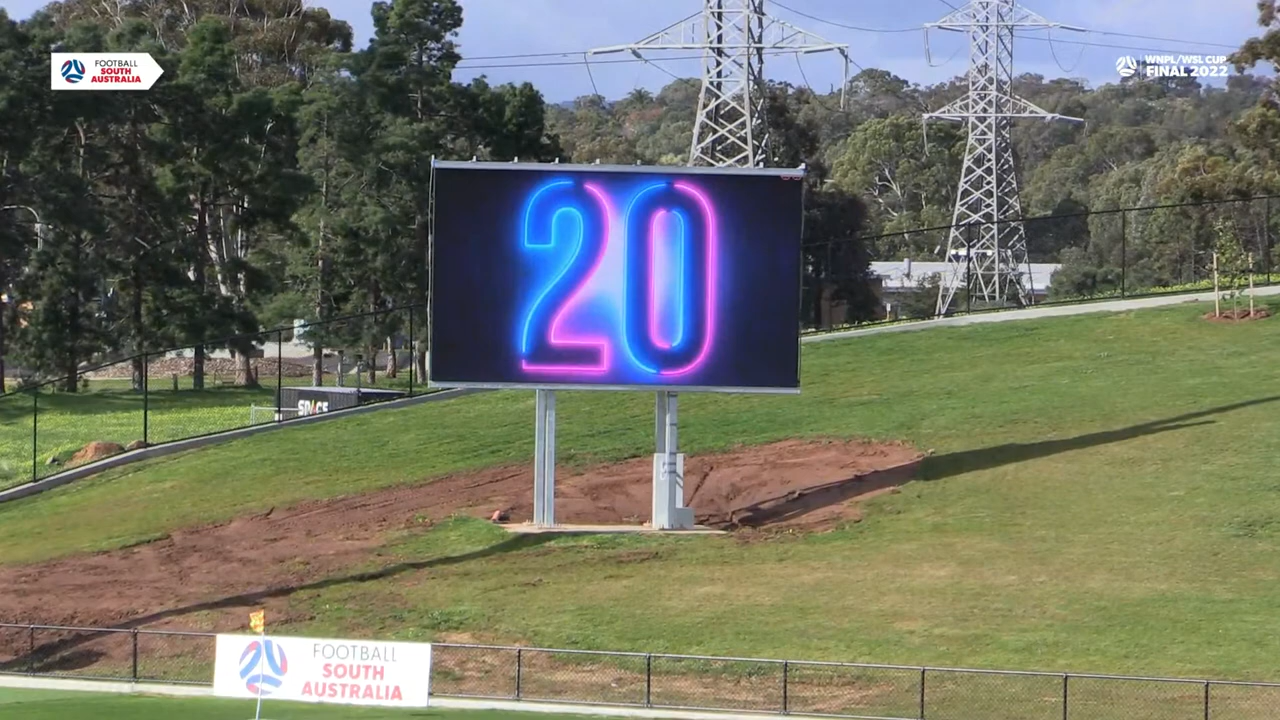 FOOTBALL
SOUTH
AUSTRALIA
WNPL/WSL CUP
FINAL 2022
20
SPACE
FOOTBALL
SOUTH
AUSTRALIA